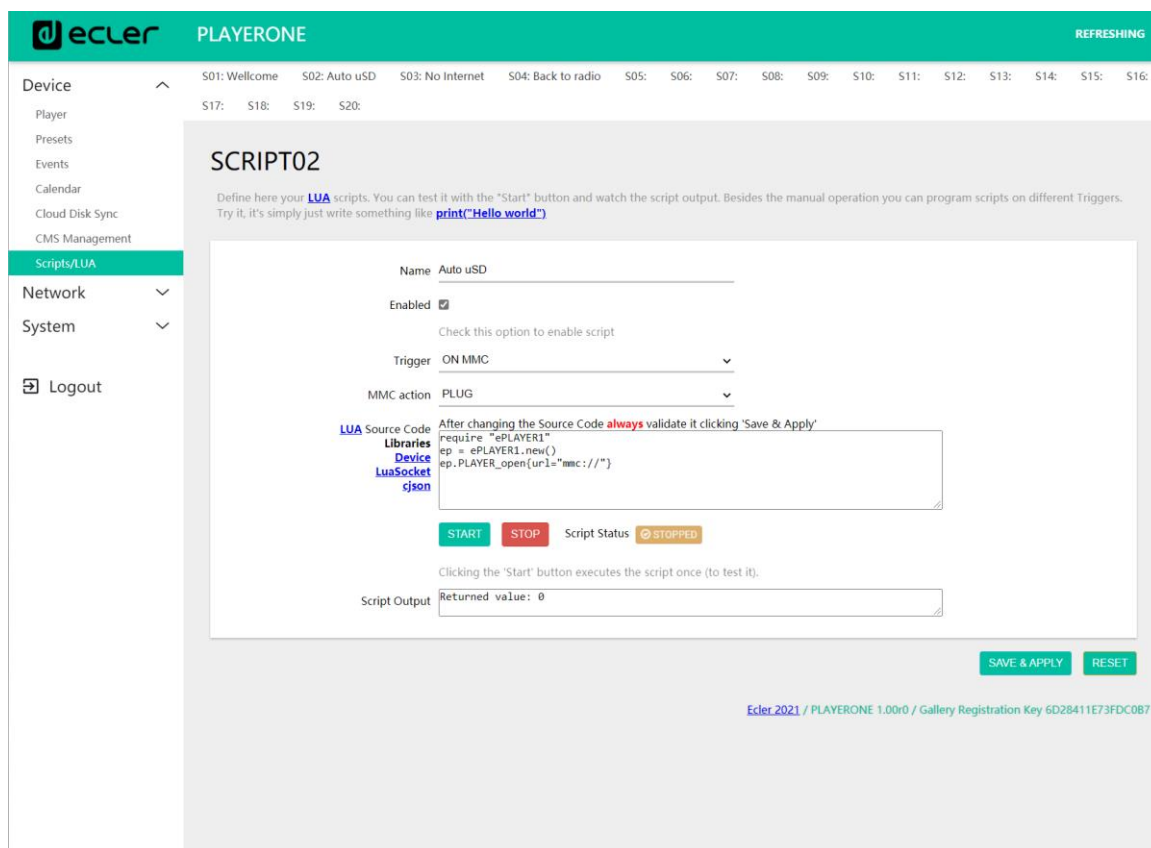 ecler
PLAYERONE
REFRESHING
Device
Player
Presets
Events
Calendar
Cloud Disk Sync
CMS Management
Scripts/LUA
Network
System
Logout
S01: Wellcome S02: Auto uSD S03: No Internet S04: Back to radio S05: S06: S07: S08: S09: S10: S11: S12: S13: S14: S15: S16:
S17: S18: S19: S20:
SCRIPT02
Define here your LUA scripts. You can test it with the "Start" button and watch the script output. Besides the manual operation you can program scripts on different Triggers.
Try it, it's simply just write something like print("Hello world")
Name Auto uSD
Enabled
Check this option to enable script
Trigger ON MMC
MMC action PLUG
LUA Source Code
Libraries
Device
LuaSocket
cjson
After changing the Source Code always validate it clicking 'Save & Apply'
require "ePLAYER1"
ep = ePLAYER1.new()
ep.PLAYER_open{url="mmc://"}
START STOP Script Status STOPPED
Clicking the 'Start' button executes the script once (to test it).
Script Output Returned value: 0
SAVE & APPLY RESET
Ecler 2021 / PLAYERONE 1.00r0 / Gallery Registration Key 6D28411E73FDC0B7